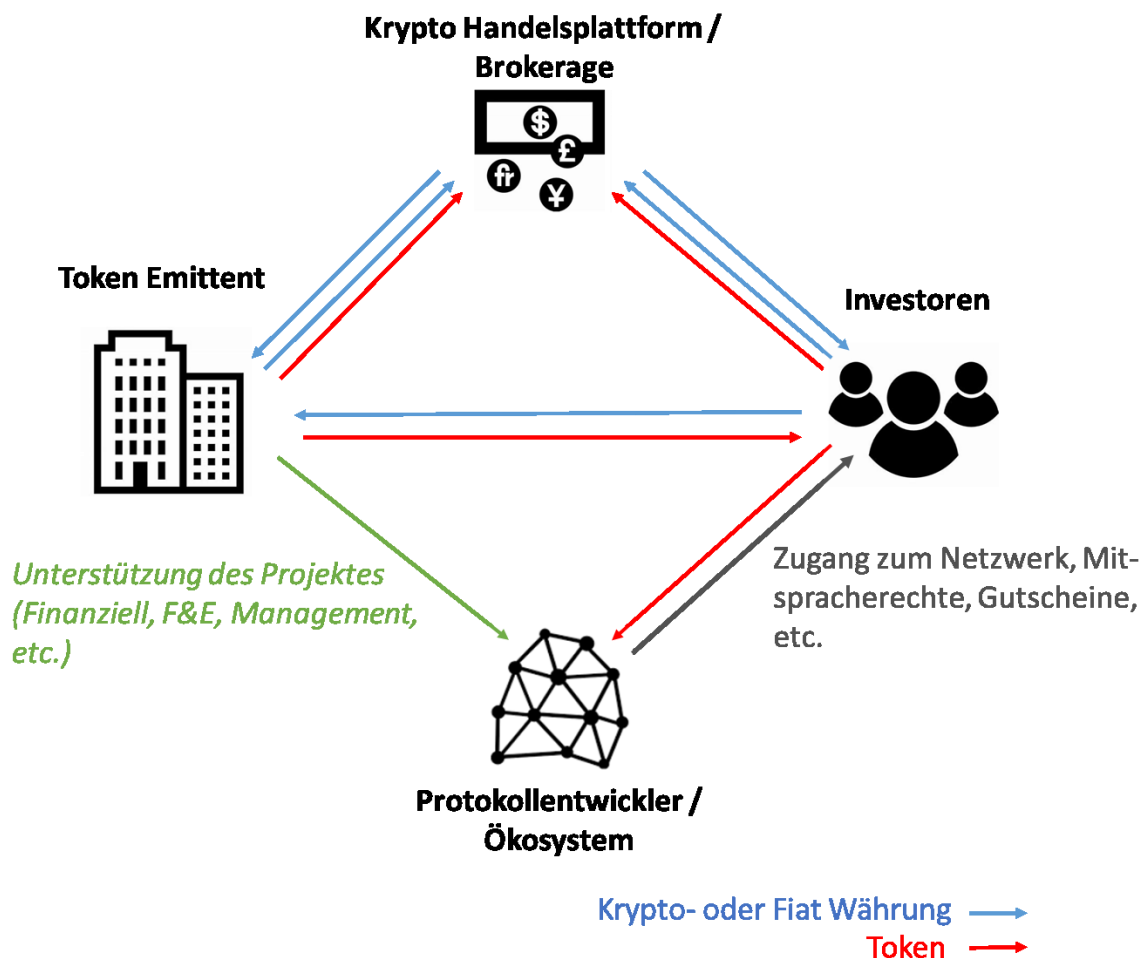 Krypto Handelsplattform /
Brokerage
$
£
fr
¥
Token Emittent
Investoren
Unterstützung des Projektes
(Finanziell, F&E, Management,
etc.)
Zugang zum Netzwerk, Mit-
spracherechte, Gutscheine,
etc.
Protokollentwickler /
Ökosystem
Krypto- oder Fiat Währung
Token